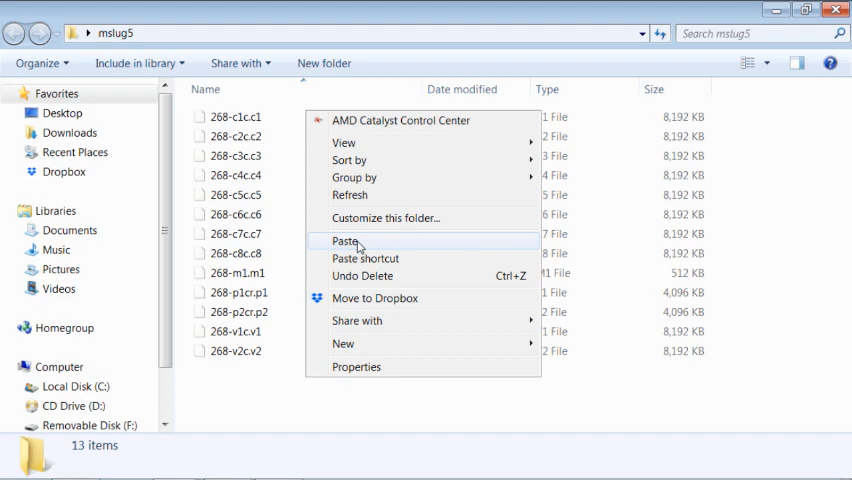 mslug5
Search mslug5
Organize
Include in library
Share with
New folder
Name
Date modified
Type
Size
Favorites
Desktop
Downloads
Recent Places
Dropbox
Libraries
Documents
Music
Pictures
Videos
Homegroup
Computer
Local Disk (C:)
CD Drive (D:)
Removable Disk (F:)
268-c1c.c1 1 File 8,192 KB
268-c2c.c2 2 File 8,192 KB
268-c3c.c3 3 File 8,192 KB
268-c4c.c4 4 File 8,192 KB
268-c5c.c5 5 File 8,192 KB
268-c6c.c6 6 File 8,192 KB
268-c7c.c7 7 File 8,192 KB
268-c8c.c8 8 File 8,192 KB
268-m1.m1 M1 File 512 KB
268-p1cr.p1 1 File 4,096 KB
268-p2cr.p2 2 File 4,096 KB
268-v1c.v1 1 File 8,192 KB
268-v2c.v2 2 File 8,192 KB
AMD Catalyst Control Center
View
Sort by
Group by
Refresh
Customize this folder...
Paste
Paste shortcut
Undo Delete Ctrl+Z
Move to Dropbox
Share with
New
Properties
13 items